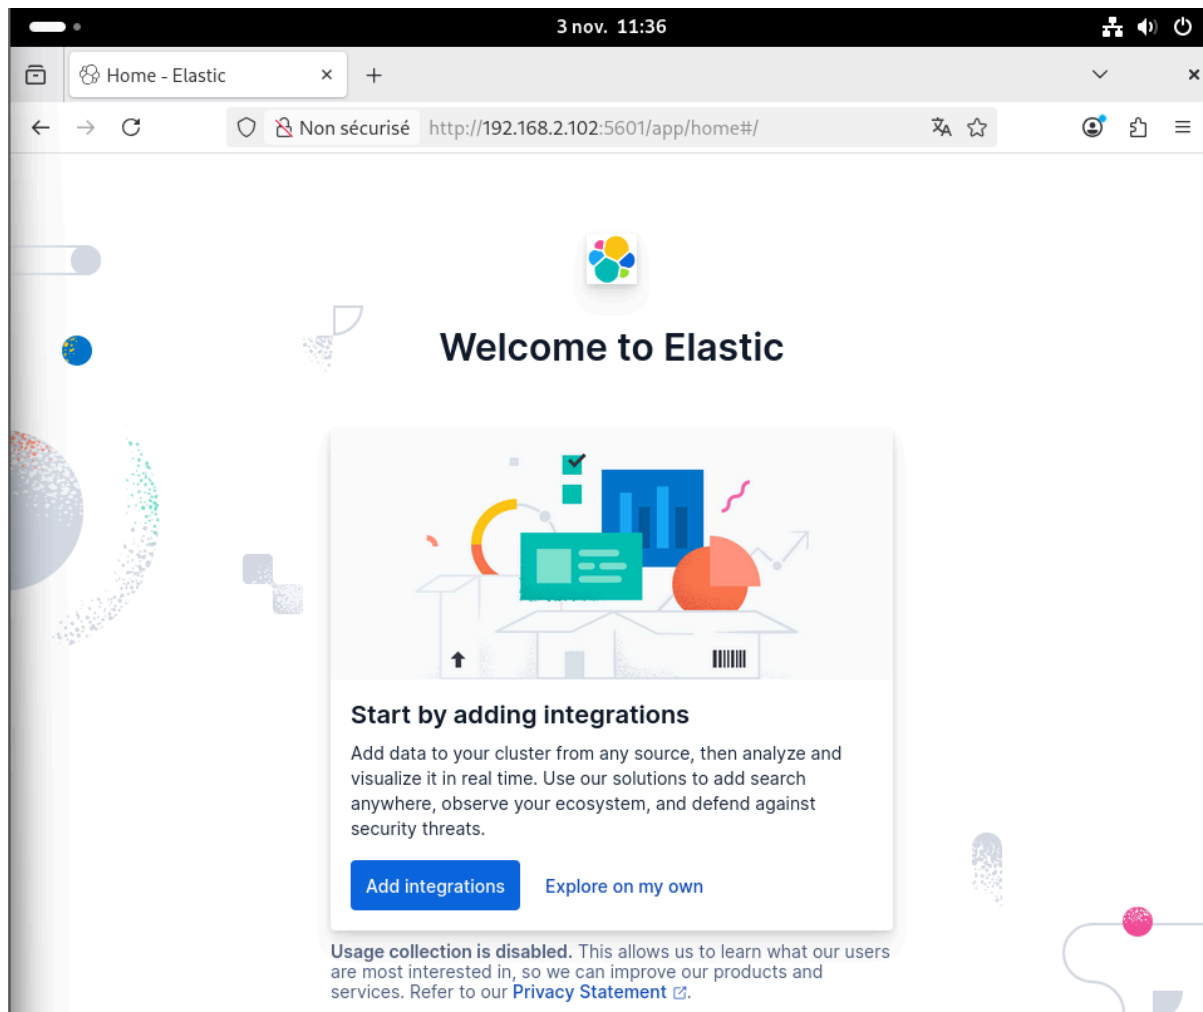 3 nov. 11:36
Home - Elastic
Non sécurisé http://192.168.2.102:5601/app/home#/
Welcome to Elastic
Start by adding integrations
Add data to your cluster from any source, then analyze and
visualize it in real time. Use our solutions to add search
anywhere, observe your ecosystem, and defend against
security threats.
Add integrations Explore on my own
Usage collection is disabled. This allows us to learn what our users
are most interested in, so we can improve our products and
services. Refer to our Privacy Statement.